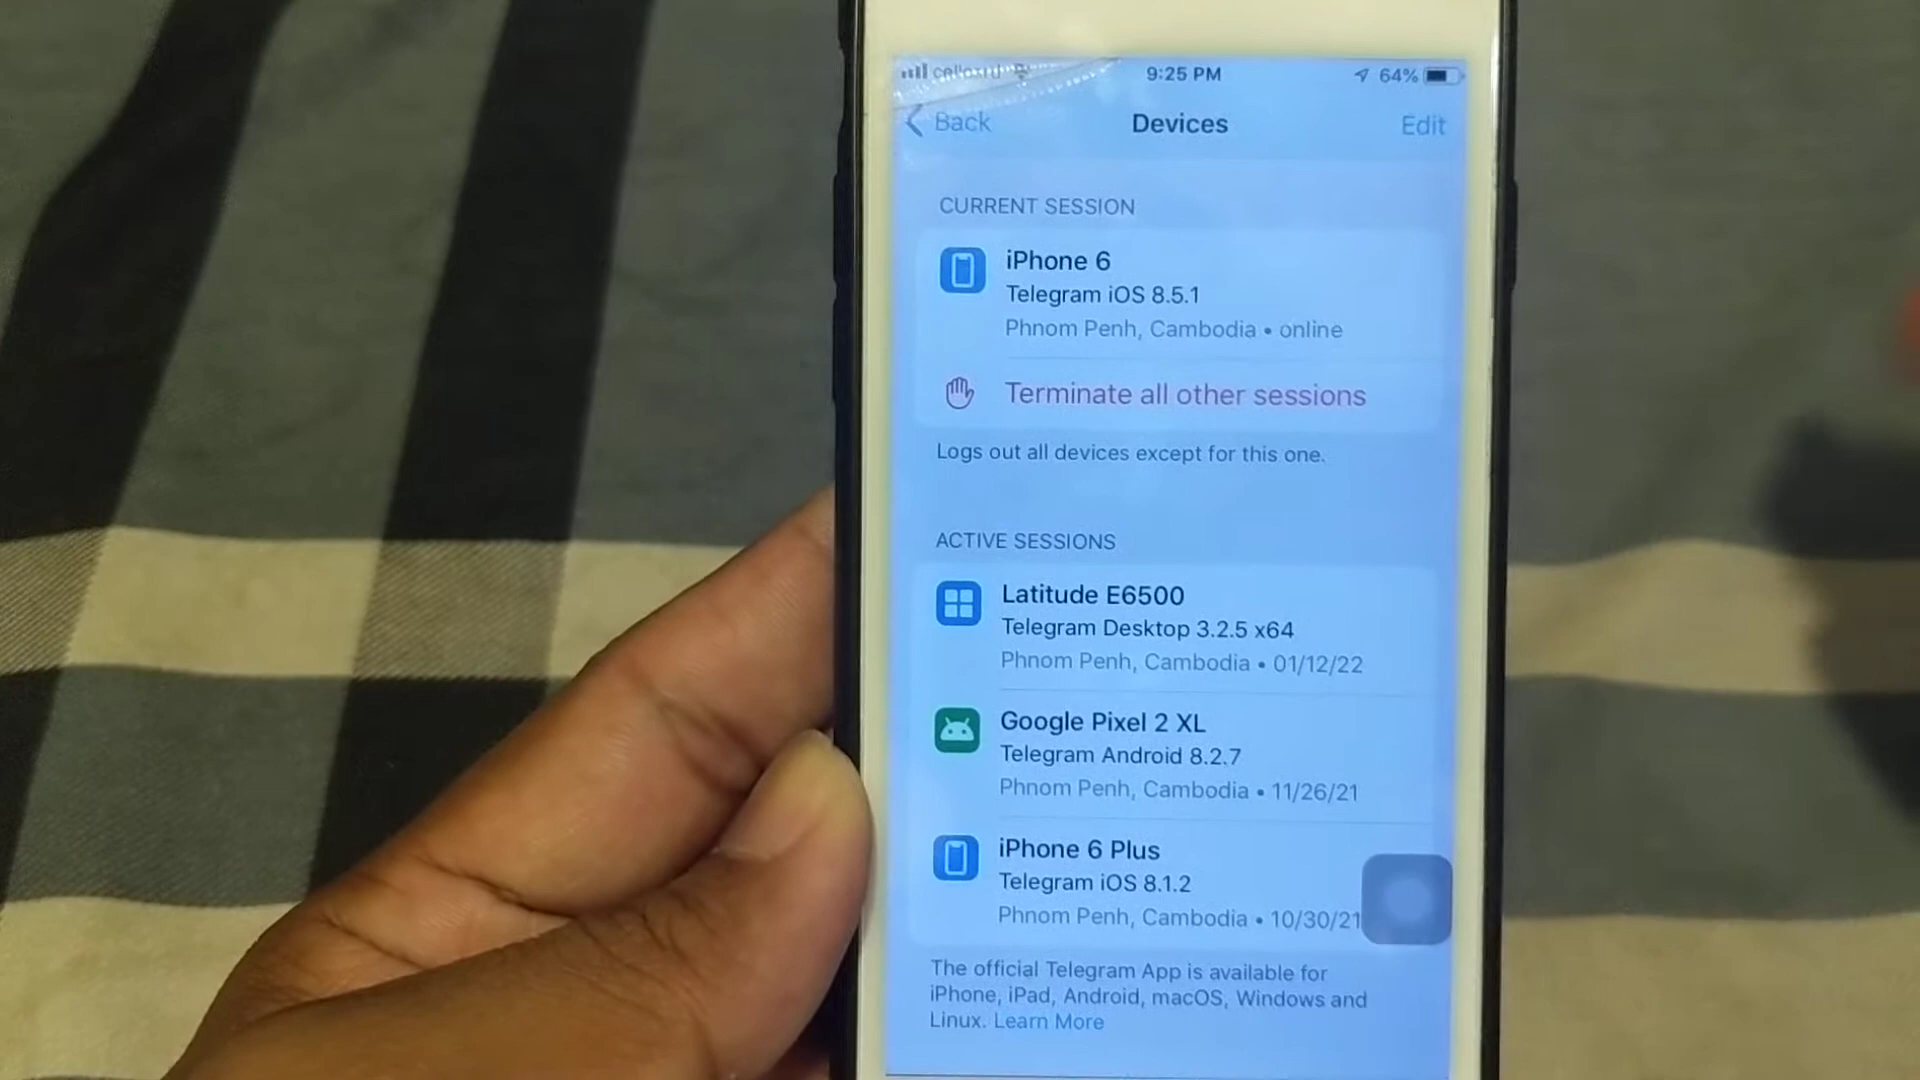 9:25 PM 64%
Back Devices Edit
CURRENT SESSION
iPhone 6
Telegram iOS 8.5.1
Phnom Penh, Cambodia • online
Terminate all other sessions
Logs out all devices except for this one.
ACTIVE SESSIONS
Latitude E6500
Telegram Desktop 3.2.5 x64
Phnom Penh, Cambodia • 01/12/22
Google Pixel 2 XL
Telegram Android 8.2.7
Phnom Penh, Cambodia • 11/26/21
iPhone 6 Plus
Telegram iOS 8.1.2
Phnom Penh, Cambodia • 10/30/21
The official Telegram App is available for
iPhone, iPad, Android, macOS, Windows and
Linux. Learn More